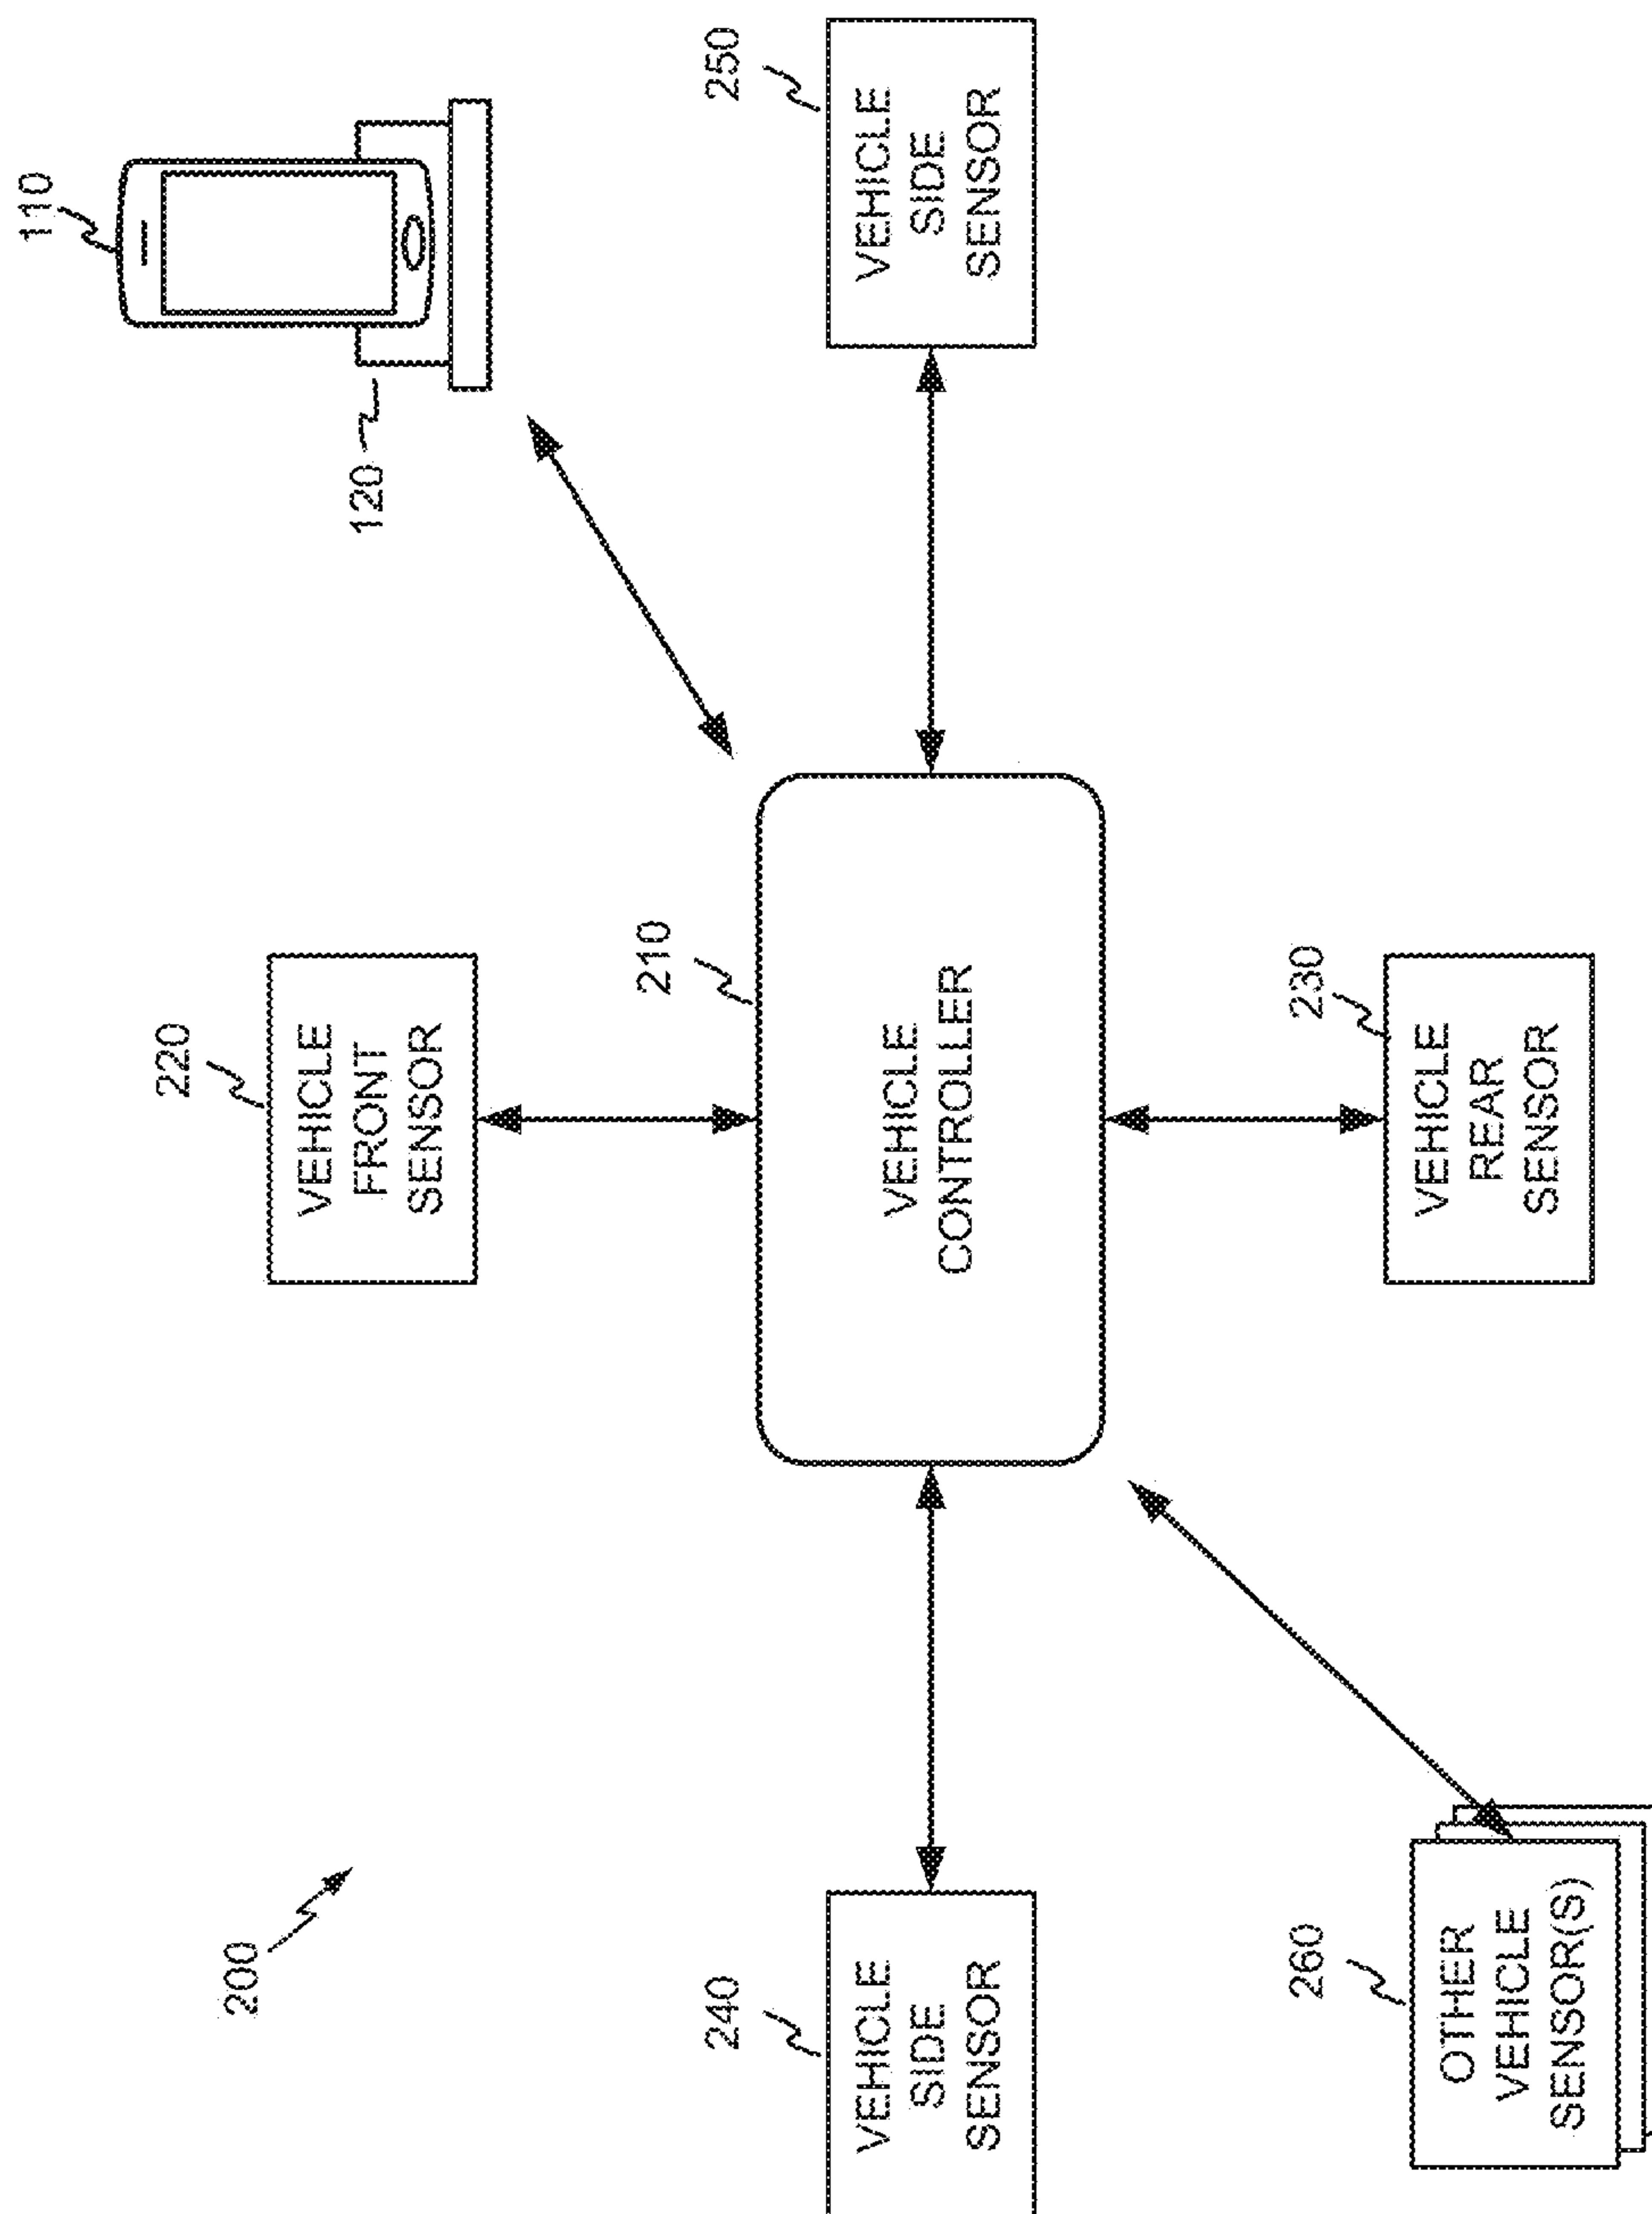 200
220
VEHICLE
FRONT
SENSOR
110
120
210
VEHICLE
CONTROLLER
240
VEHICLE
SIDE
SENSOR
250
VEHICLE
SIDE
SENSOR
260
OTHER
VEHICLE
SENSOR(S)
230
VEHICLE
REAR
SENSOR